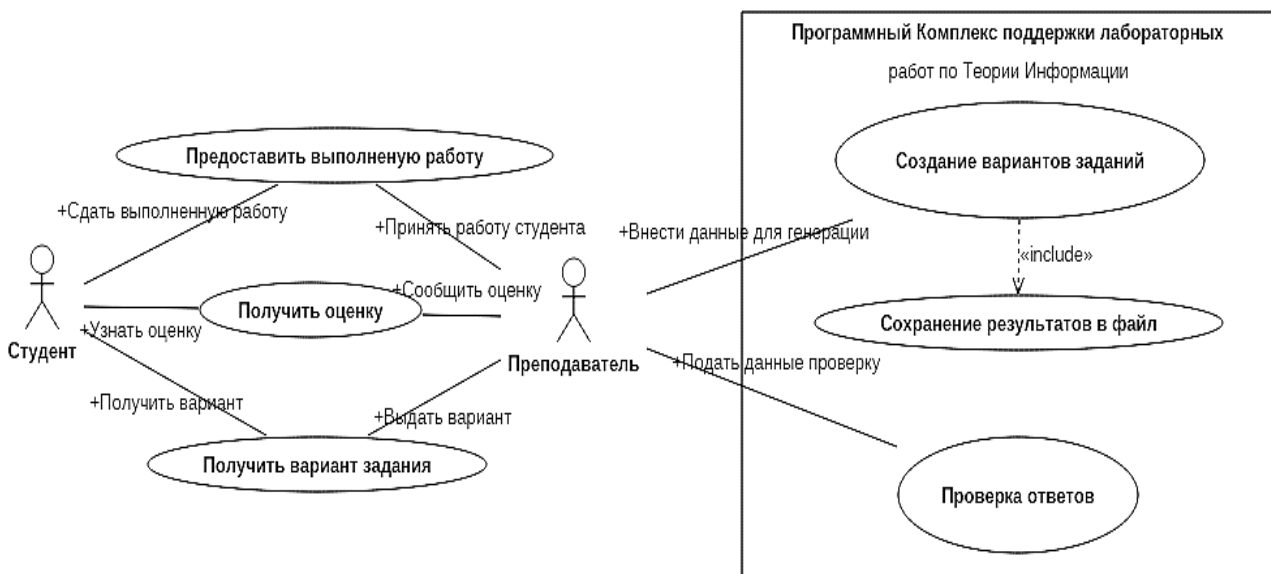 Программный Комплекс поддержки лабораторных
работ по Теории Информации
Предоставить выполненую работу
Создание вариантов заданий
+Сдать выполненную работу
+Принять работу студента
+Внести данные для генерации
«include»
+Сообщить оценку
Получить оценку
Сохранение результатов в файл
+Узнать оценку
Студент
Преподаватель
+Подать данные проверку
+Получить вариант
+Выдать вариант
Получить вариант задания
Проверка ответов